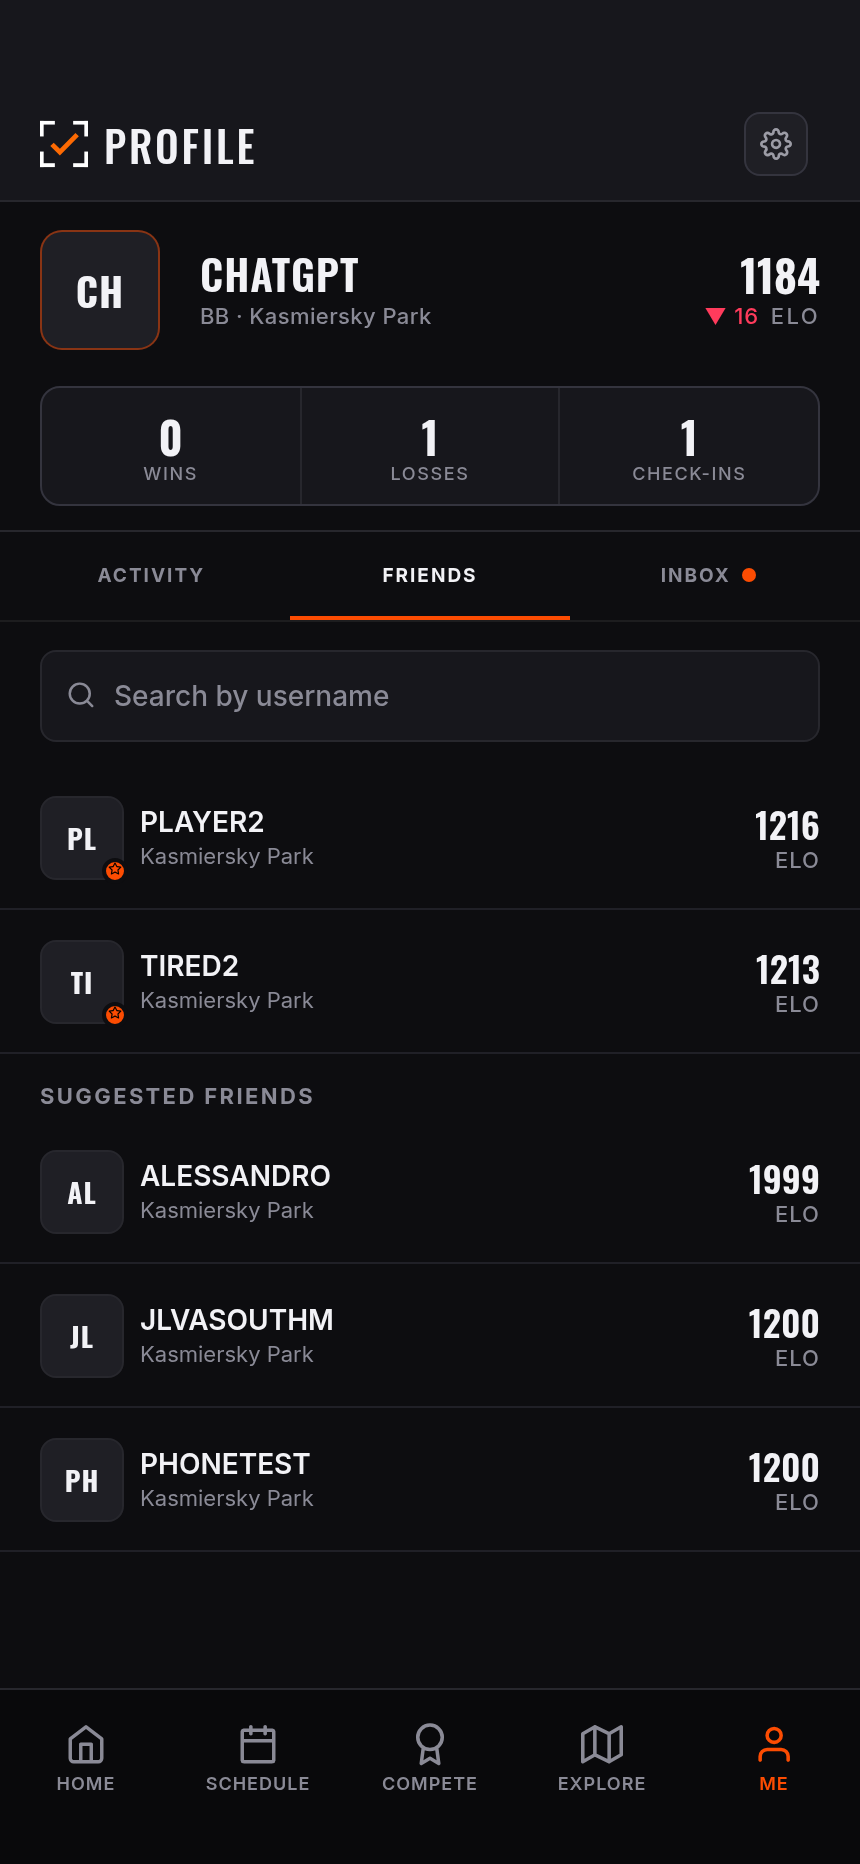 PROFILE
CH
CHATGPT
1184
BB · Kasmiersky Park
▼ 16 ELO
0
1
1
WINS
LOSSES
CHECK-INS
ACTIVITY
FRIENDS
INBOX
Search by username
PL
PLAYER2
1216
Kasmiersky Park
ELO
TI
TIRED2
1213
Kasmiersky Park
ELO
SUGGESTED FRIENDS
AL
ALESSANDRO
1999
Kasmiersky Park
ELO
JL
JLVASOUTHM
1200
Kasmiersky Park
ELO
PH
PHONETEST
1200
Kasmiersky Park
ELO
HOME
SCHEDULE
COMPETE
EXPLORE
ME